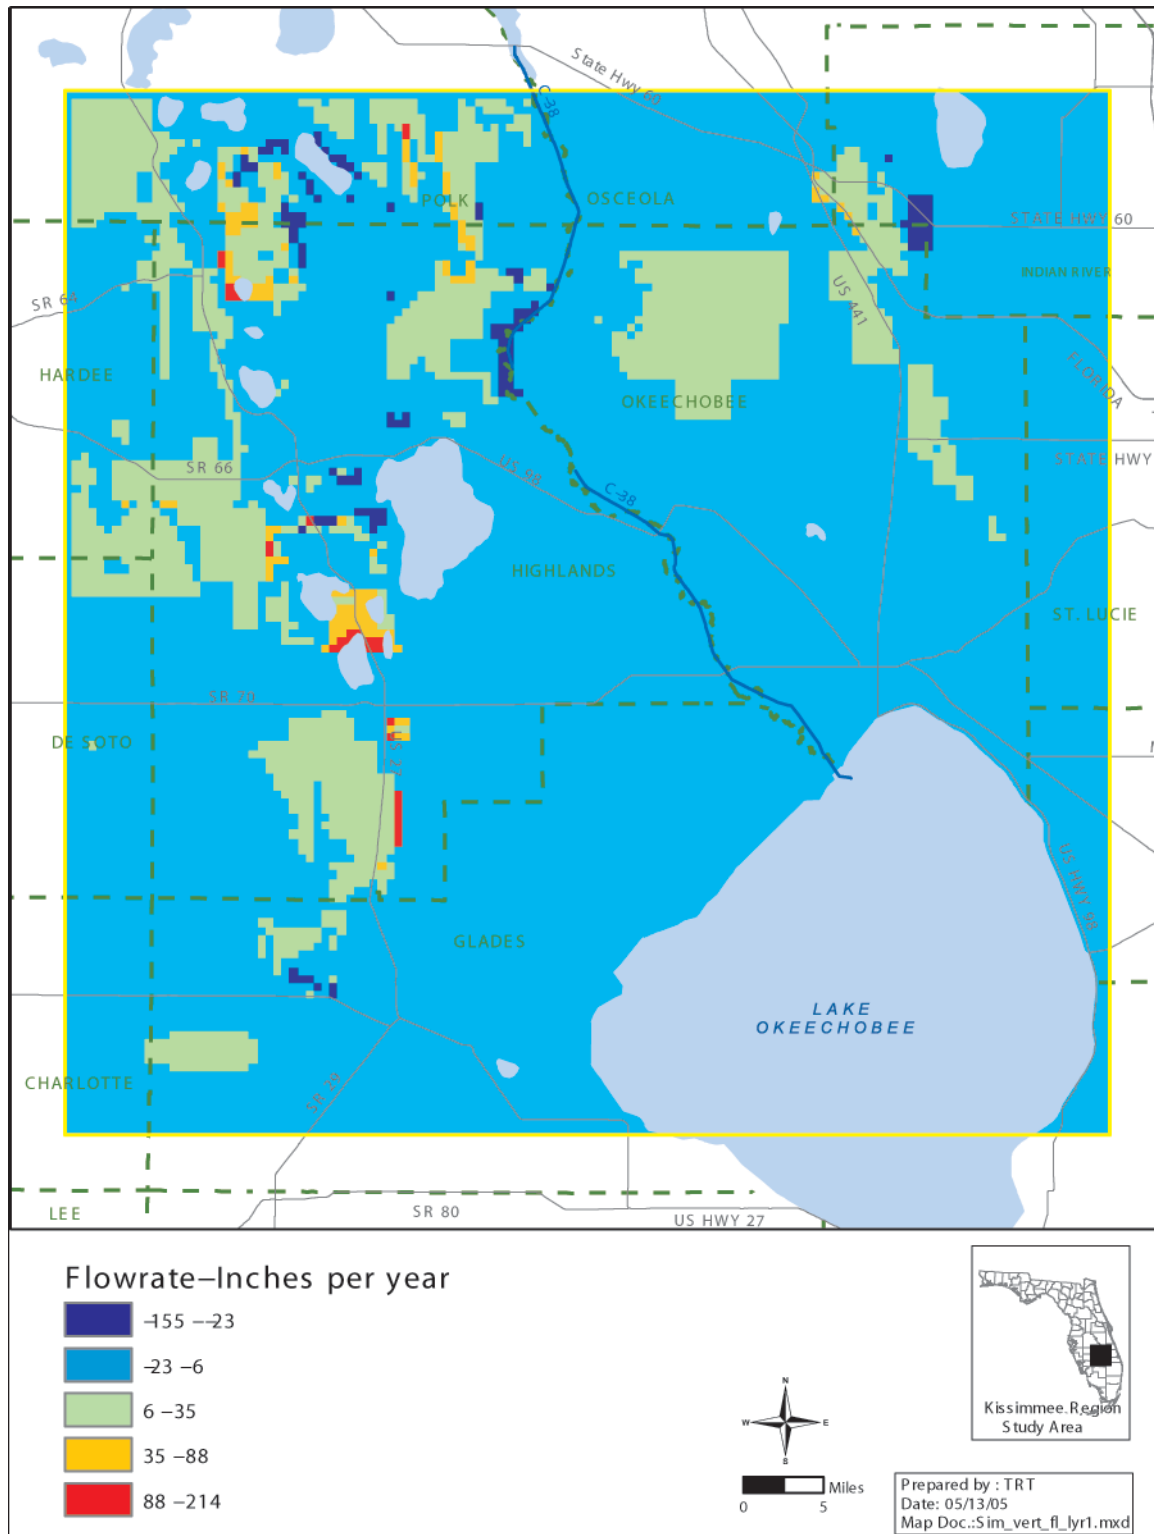 State Hwy 60
C-38
POLK
OSCEOLA
STATE HWY 60
INDIAN RIVER
SR 64
US 441
HARDEE
FLORIDA
OKEECHOBEE
SR 66
US 98
STATE HWY
C-38
HIGHLANDS
ST. LUCIE
SR 70
DE SOTO
US 27
US HWY 98
GLADES
LAKE
OKEECHOBEE
CHARLOTTE
SR 29
LEE
SR 80
US HWY 27
Flowrate–Inches per year
-155 --23
-23 -6
6 -35
35 -88
88 -214
N
W
E
S
Miles
0
5
Kissimmee Region
Study Area
Prepared by : TRT
Date: 05/13/05
Map Doc.:Sim_vert_fl_lyr1.mxd